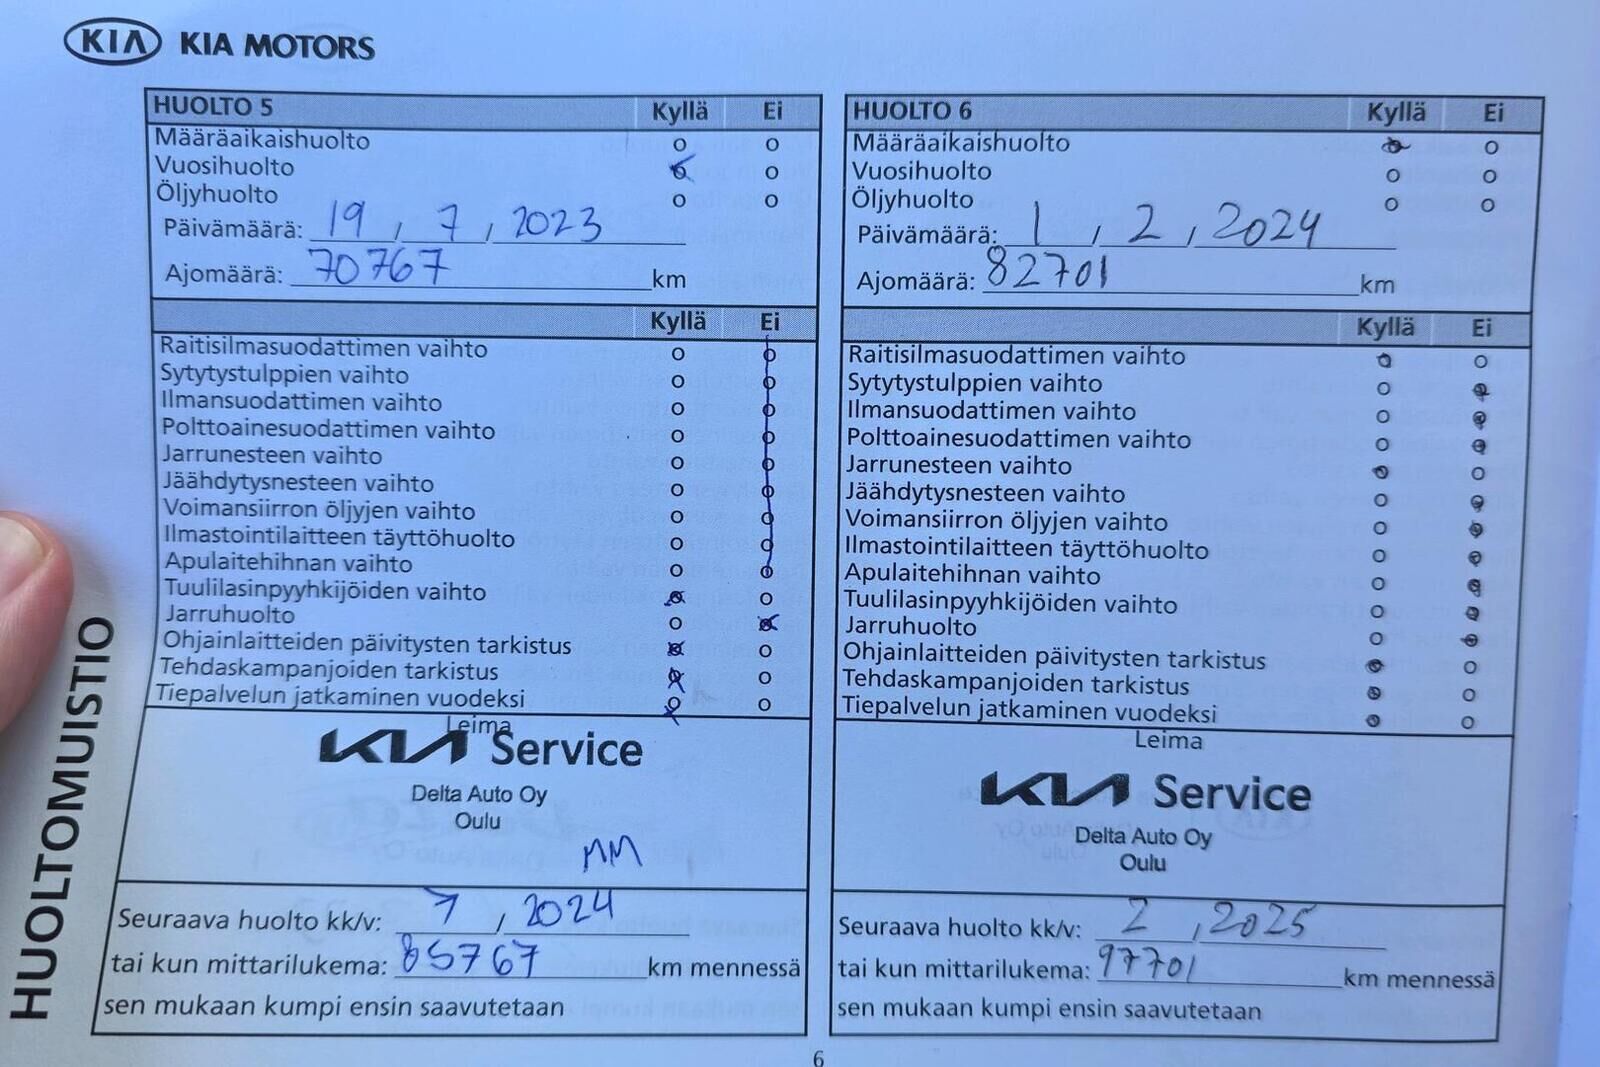 KIA KIA MOTORS
HUOLTOMUISTIO
HUOLTO 5 Kyllä Ei
Määräaikaishuolto o o
Vuosihuolto o o
Öljyhuolto o o
Päivämäärä: 19 , 7 , 2023
Ajomäärä: 70767 km
Kyllä Ei
Raitisilmasuodattimen vaihto o o
Sytytystulppien vaihto o o
Ilmansuodattimen vaihto o o
Polttoainesuodattimen vaihto o o
Jarrunesteen vaihto o o
Jäähdytysnesteen vaihto o o
Voimansiirron öljyjen vaihto o o
Ilmastointilaitteen täyttöhuolto o o
Apulaitehihnan vaihto o o
Tuulilasinpyyhkijöiden vaihto o o
Jarruhuolto o o
Ohjainlaitteiden päivitysten tarkistus o o
Tehdaskampanjoiden tarkistus o o
Tiepalvelun jatkaminen vuodeksi o o
Leima
KIA Service
Delta Auto Oy
Oulu
MM
Seuraava huolto kk/v: 7 , 2024
tai kun mittarilukema: 85767 km mennessä
sen mukaan kumpi ensin saavutetaan
HUOLTO 6 Kyllä Ei
Määräaikaishuolto o o
Vuosihuolto o o
Öljyhuolto o o
Päivämäärä: 1 , 2 , 2024
Ajomäärä: 82701 km
Kyllä Ei
Raitisilmasuodattimen vaihto o o
Sytytystulppien vaihto o o
Ilmansuodattimen vaihto o o
Polttoainesuodattimen vaihto o o
Jarrunesteen vaihto o o
Jäähdytysnesteen vaihto o o
Voimansiirron öljyjen vaihto o o
Ilmastointilaitteen täyttöhuolto o o
Apulaitehihnan vaihto o o
Tuulilasinpyyhkijöiden vaihto o o
Jarruhuolto o o
Ohjainlaitteiden päivitysten tarkistus o o
Tehdaskampanjoiden tarkistus o o
Tiepalvelun jatkaminen vuodeksi o o
Leima
KIA Service
Delta Auto Oy
Oulu
Seuraava huolto kk/v: 2 , 2025
tai kun mittarilukema: 97701 km mennessä
sen mukaan kumpi ensin saavutetaan
6